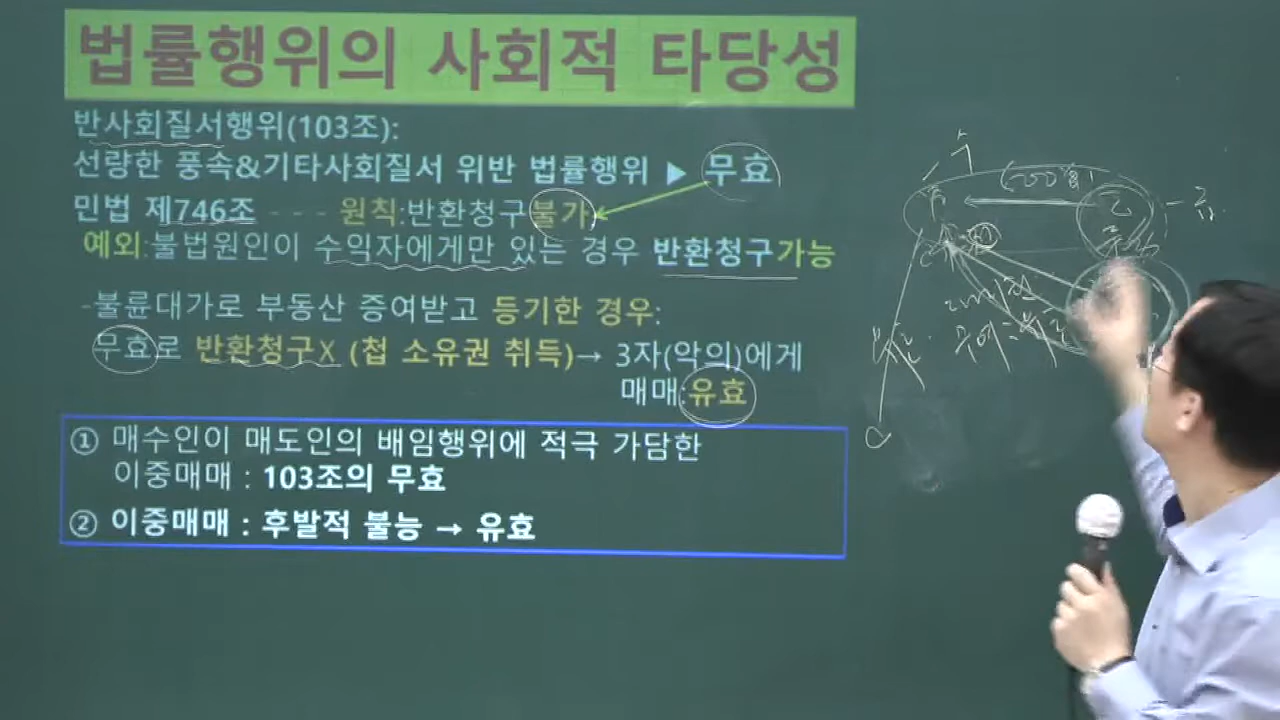 법률행위의 사회적 타당성
반사회질서행위(103조):
선량한 풍속&기타사회질서 위반 법률행위 ▶ 무효
민법 제746조 - - - 원칙:반환청구불가
예외:불법원인이 수익자에게만 있는 경우 반환청구가능
-불륜대가로 부동산 증여받고 등기한 경우:
무효로 반환청구X (첩 소유권 취득)→ 3자(악의)에게
매매:유효
① 매수인이 매도인의 배임행위에 적극 가담한
이중매매 : 103조의 무효
② 이중매매 : 후발적 불능 → 유효